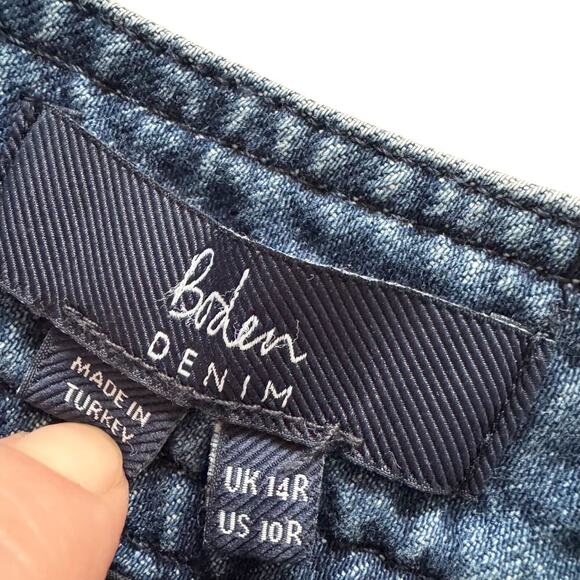 Boden
DENIM
MADE IN
TURKEY
UK 14R
US 10R